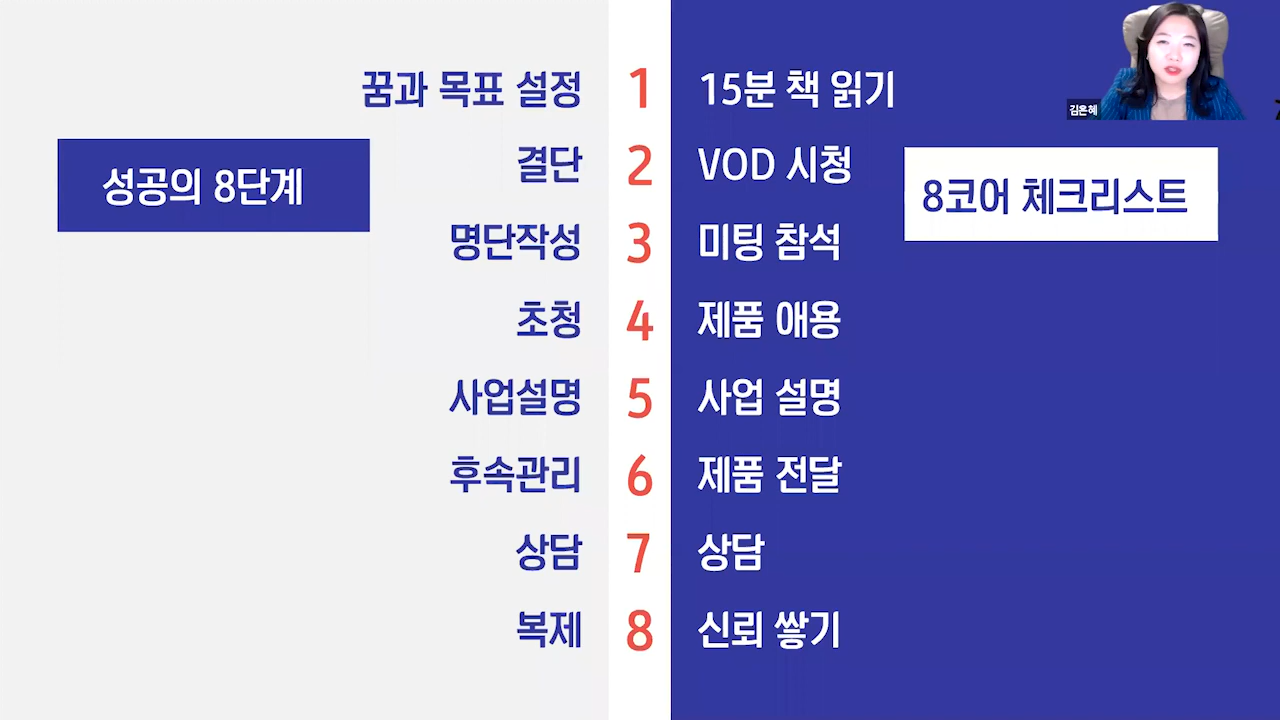 꿈과 목표 설정 1 15분 책 읽기
김은혜
결단 2 VOD 시청
성공의 8단계
8코어 체크리스트
명단작성 3 미팅 참석
초청 4 제품 애용
사업설명 5 사업 설명
후속관리 6 제품 전달
상담 7 상담
복제 8 신뢰 쌓기